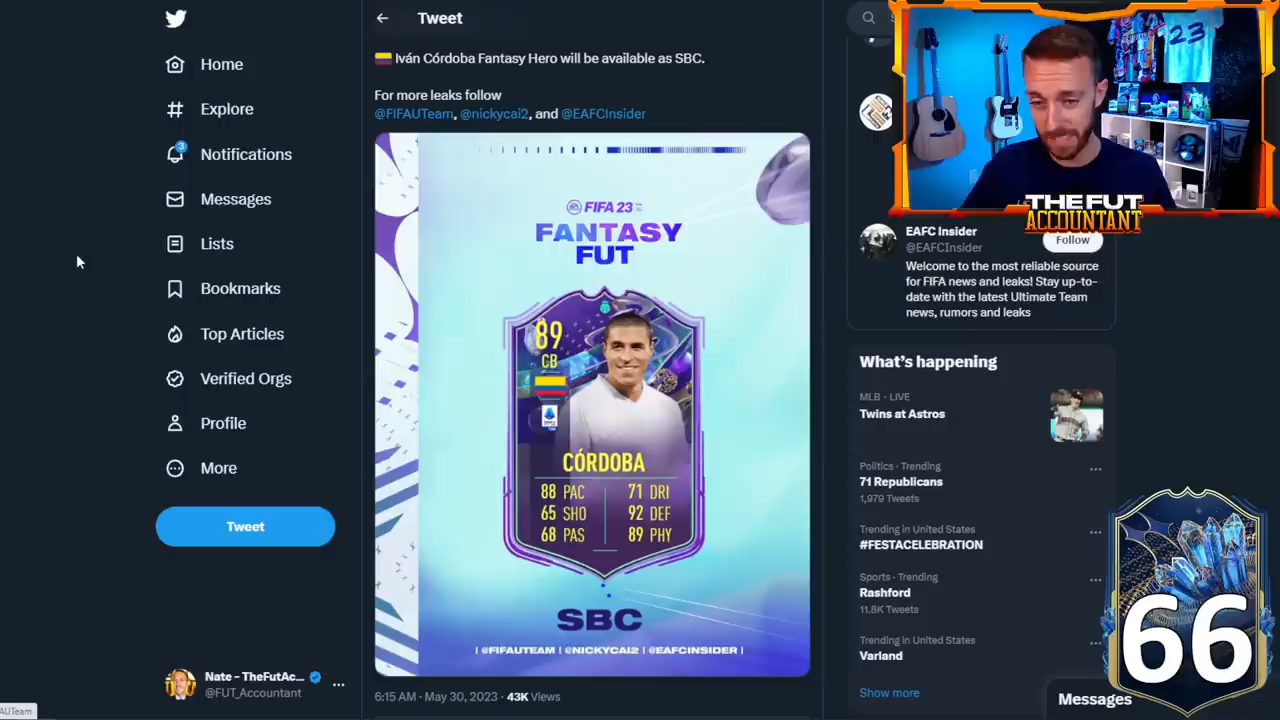 Home
Explore
3
Notifications
Messages
Lists
Bookmarks
Top Articles
Verified Orgs
Profile
More
Tweet
Nate - TheFutAc...
@FUT_Accountant
AUTeam
Tweet
Iván Córdoba Fantasy Hero will be available as SBC.
For more leaks follow
@FIFAUTeam, @nickycai2, and @EAFCInsider
FIFA 23
FANTASY
FUT
89
CB
CÓRDOBA
88 PAC 71 DRI
65 SHO 92 DEF
68 PAS 89 PHY
SBC
| @FIFAUTEAM | @NICKYCAI2 | @EAFCINSIDER |
6:15 AM · May 30, 2023 · 43K Views
23
THE FUT
ACCOUNTANT
EAFC Insider
@EAFCInsider
Follow
Welcome to the most reliable source
for FIFA news and leaks! Stay up-to-
date with the latest Ultimate Team
news, rumors and leaks
What's happening
MLB · LIVE
Twins at Astros
Politics · Trending
71 Republicans
1,979 Tweets
Trending in United States
#FESTACELEBRATION
Sports · Trending
Rashford
11.8K Tweets
Trending in United States
Varland
Show more
Messages
66